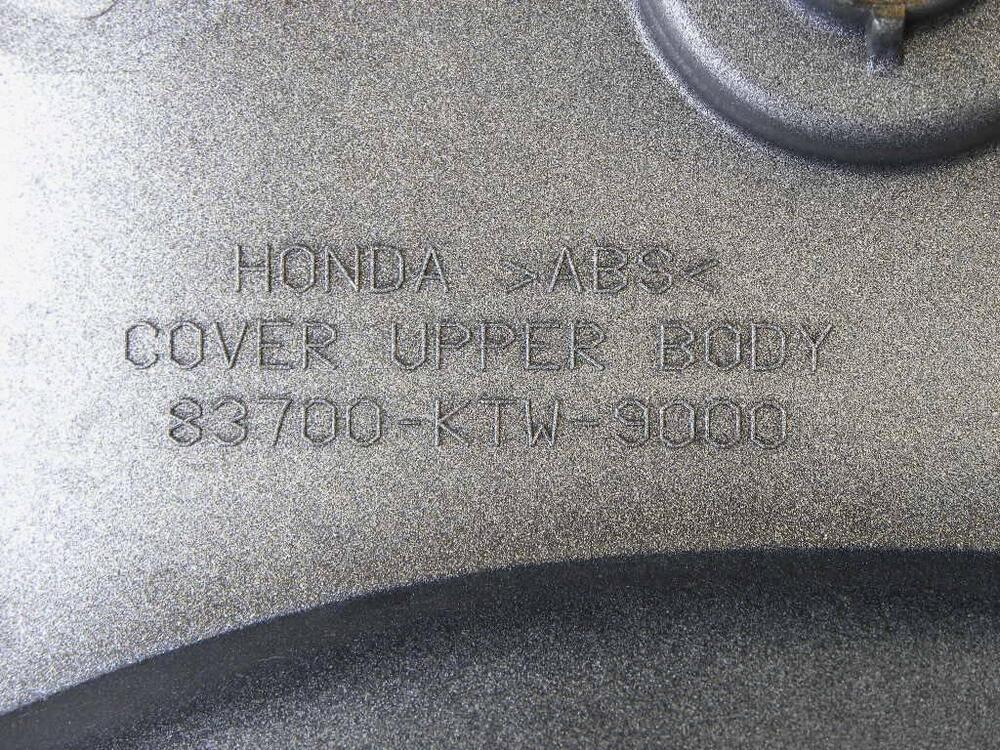 HONDA >ABS<
COVER UPPER BODY
83700-KTW-9000